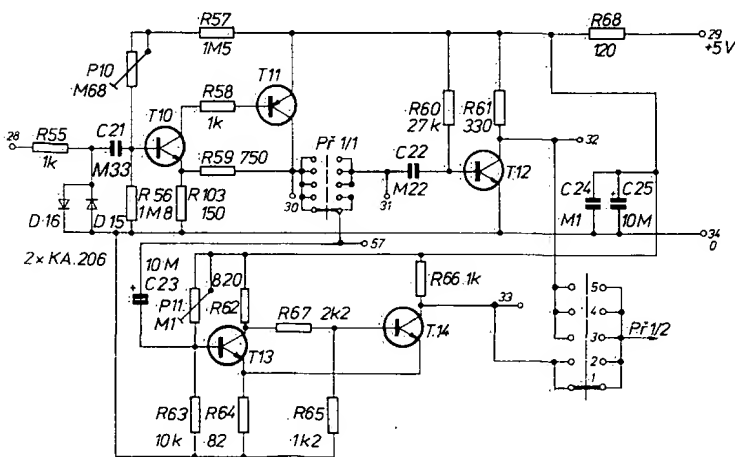 R57
1M5
R68
120
29
+5V
P10
M68
R58
1k
T11
T10
R60
27k
R61
330
32
28
R55
1k
C21
M33
Př 1/1
R59 750
C22
M22
T12
R56
1M8
R103
150
30
31
C24
M1
C25
10M
D16
D15
34
0
57
2x KA.206
10M
C23
P11
M1
820
R62
R66.1k
R67 2k2
33
T14
T13
5
4
3
2
1
Př 1/2
R63
10k
R64
82
R65
1k2
+
+